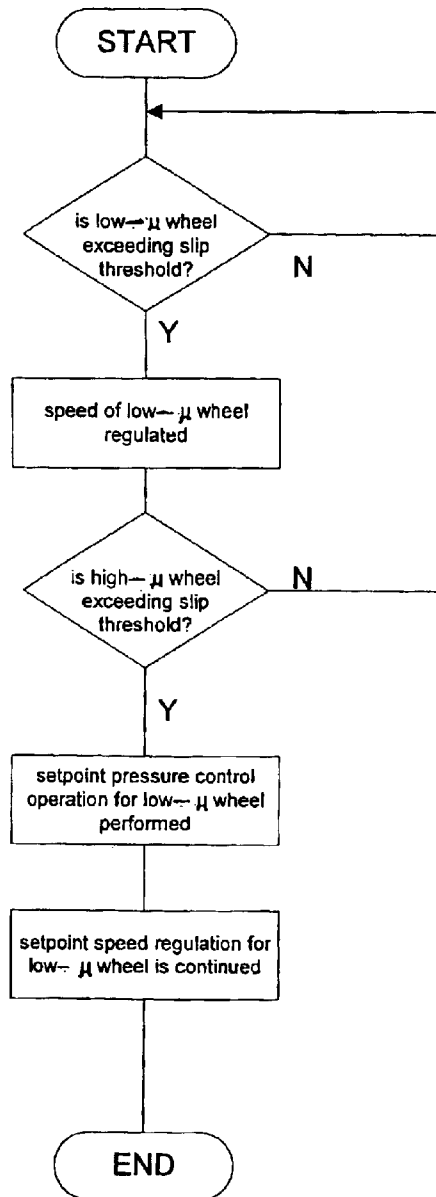 START
is low-μ wheel
exceeding slip
threshold?
N
Y
speed of low-μ wheel
regulated
is high-μ wheel
exceeding slip
threshold?
N
Y
setpoint pressure control
operation for low-μ wheel
performed
setpoint speed regulation for
low-μ wheel is continued
END